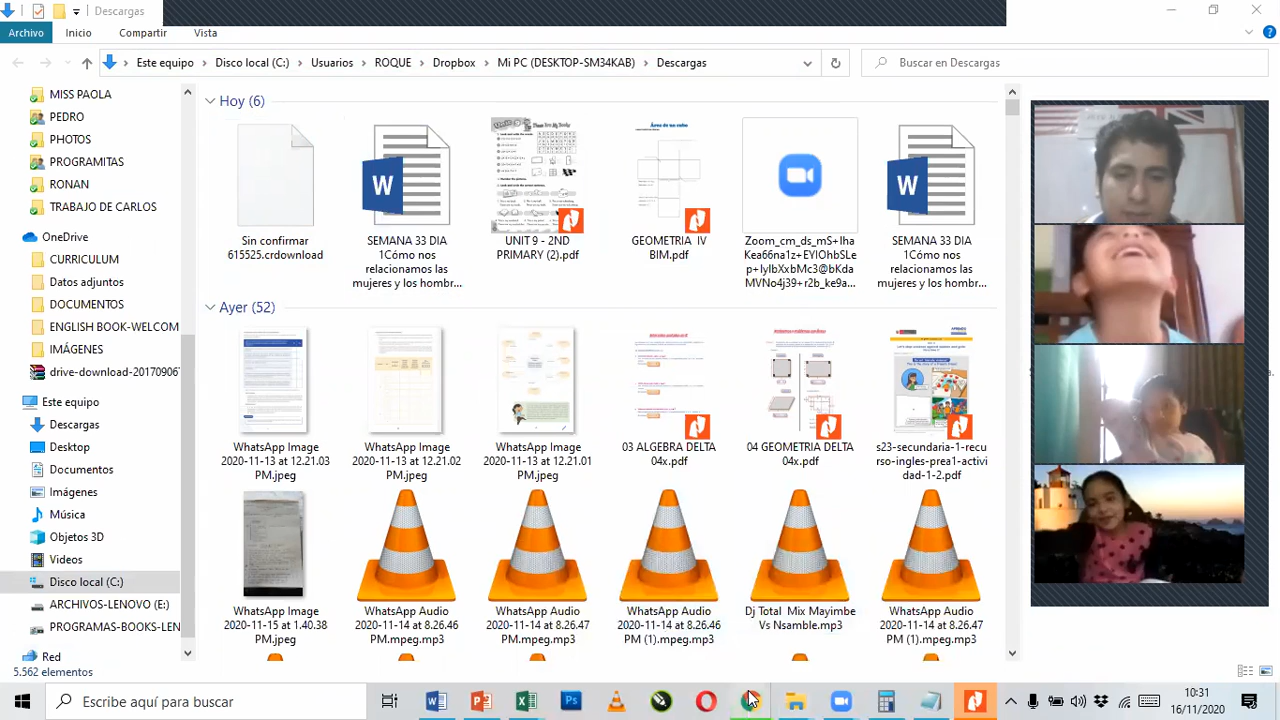 Descargas
Archivo Inicio Compartir Vista
Este equipo Disco local (C:) Usuarios ROQUE Dropbox Mi PC (DESKTOP-SM34KAB) Descargas
Buscar en Descargas
MISS PAOLA
PEDRO
PHOTOS
PROGRAMITAS
RONAN
TRABAJO DE CARLOS
CURRICULUM
Datos adjuntos
DOCUMENTOS
ENGLISH BOOK-WELCOM
IMAGENES
drive-download-20170906
Este equipo
Descargas
Desktop
Documentos
Imágenes
Música
Objetos 3D
Videos
Disco local (C:)
ARCHIVOS-LENOVO (E:)
PROGRAMAS-BOOKS-LEN
Red
5.562 elementos
Hoy (6)
Sin confirmar
615525.crdownload
SEMANA 33 DIA
1Cómo nos
relacionamos las
mujeres y los hombr...
UNIT 9 - 2ND
PRIMARY (2).pdf
Área de un cubo
GEOMETRIA IV
BIM.pdf
Zoom_cm_ds_mS+Iha
Kea66na1z+EYIOhbSLe
p+IyIbXxbMc3@bKda
MVNo4j39+r2b_ke9a...
SEMANA 33 DIA
1Cómo nos
relacionamos las
mujeres y los hombr...
Ayer (52)
WhatsApp Image
2020-11-13 at 12.21.03
PM.jpeg
WhatsApp Image
2020-11-13 at 12.21.02
PM.jpeg
WhatsApp Image
2020-11-13 at 12.21.01
PM.jpeg
03 ALGEBRA DELTA
04x.pdf
04 GEOMETRIA DELTA
04x.pdf
s23-secundaria-1-recu
rso-ingles-prea1-activi
dad-1-2.pdf
WhatsApp Image
2020-11-15 at 1.40.38
PM.jpeg
WhatsApp Audio
2020-11-14 at 8.26.46
PM.mpeg.mp3
WhatsApp Audio
2020-11-14 at 8.26.47
PM.mpeg.mp3
WhatsApp Audio
2020-11-14 at 8.26.46
PM (1).mpeg.mp3
Dj Total Mix Mayimbe
Vs Nsamble.mp3
WhatsApp Audio
2020-11-14 at 8.26.47
PM (1).mpeg.mp3
Escribe aquí para buscar
10:31
16/11/2020